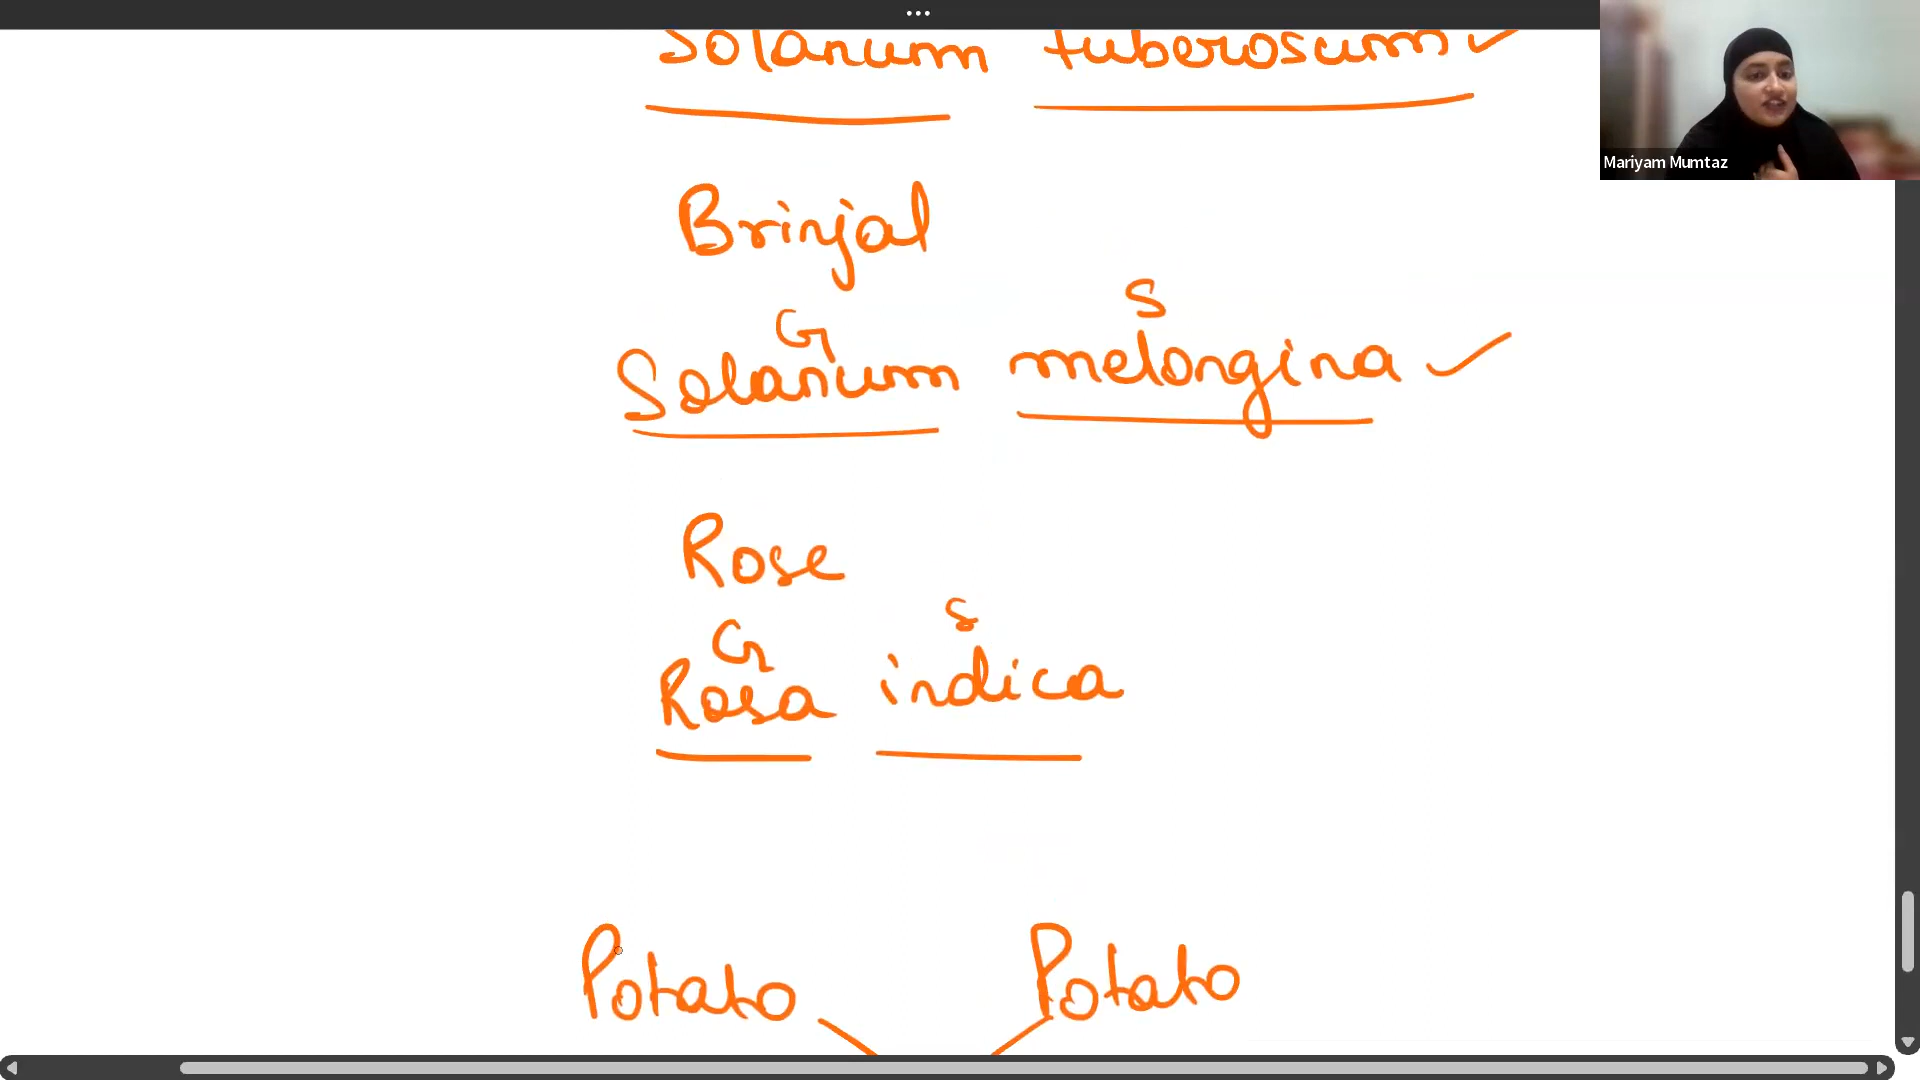 Solanum tuberosum
Mariyam Mumtaz
Brinjal
G S
Solanum melongina
Rose
G S
Rosa indica
Potato Potato